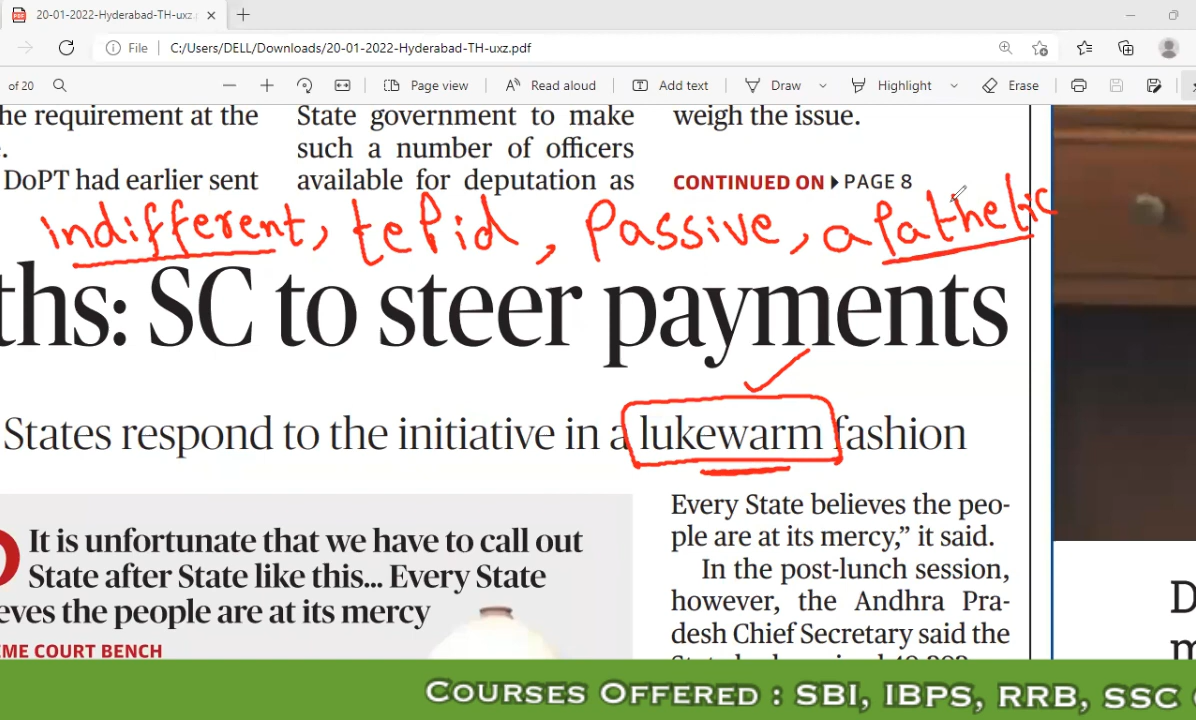 20-01-2022-Hyderabad-TH-uxz.
File C:/Users/DELL/Downloads/20-01-2022-Hyderabad-TH-uxz.pdf
of 20 Page view Read aloud Add text Draw Highlight Erase
he requirement at the
DoPT had earlier sent
State government to make
such a number of officers
available for deputation as
weigh the issue.
CONTINUED ON PAGE 8
indifferent, tepid, Passive, apathetic
ths: SC to steer payments
States respond to the initiative in a lukewarm fashion
It is unfortunate that we have to call out
State after State like this... Every State
eves the people are at its mercy
EME COURT BENCH
Every State believes the peo-
ple are at its mercy,” it said.
In the post-lunch session,
however, the Andhra Pra-
desh Chief Secretary said the
D
Courses Offered : SBI, IBPS, RRB, SSC